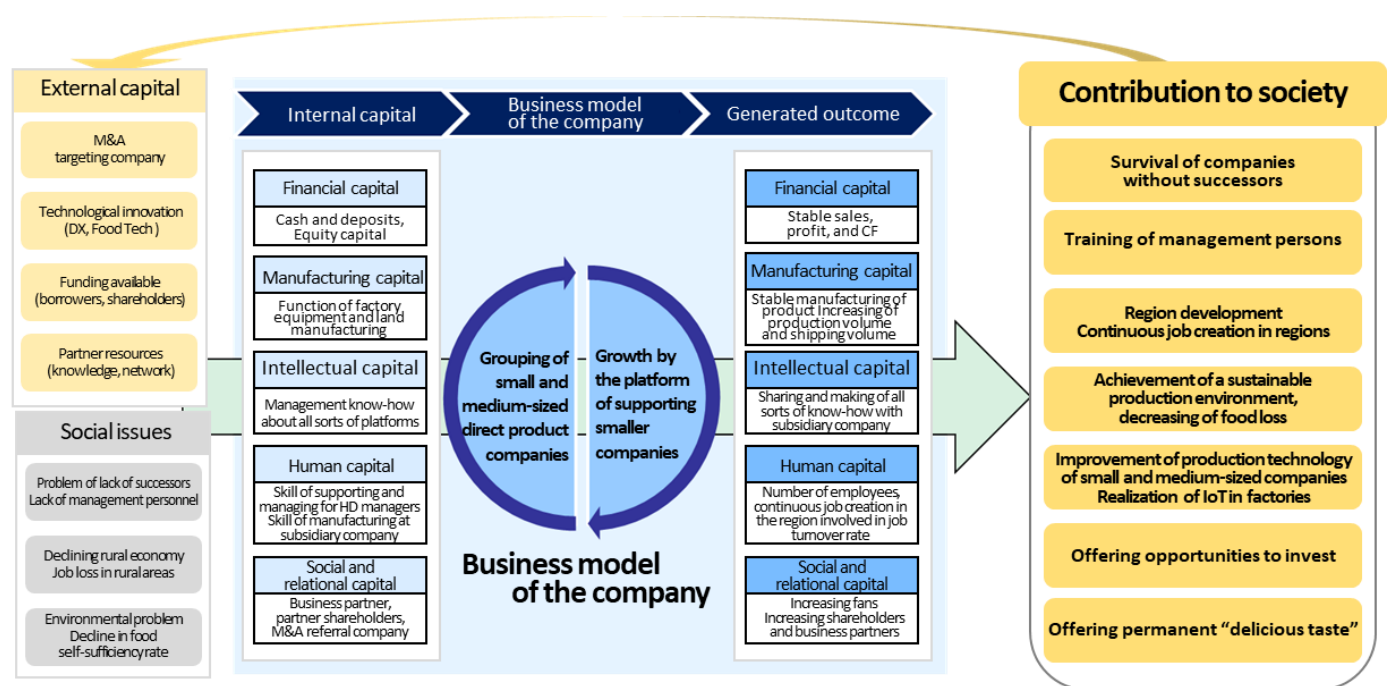 External capital
M&A
targeting company
Technological innovation
(DX, Food Tech )
Funding available
(borrowers, shareholders)
Partner resources
(knowledge, network)
Social issues
Problem of lack of successors
Lack of management personnel
Declining rural economy
Job loss in rural areas
Environmental problem
Decline in food
self-sufficiency rate
Internal capital
Business model
of the company
Generated outcome
Financial capital
Cash and deposits,
Equity capital
Manufacturing capital
Function of factory
equipment and land
manufacturing
Intellectual capital
Management know-how
about all sorts of platforms
Human capital
Skill of supporting and
managing for HD managers
Skill of manufacturing at
subsidiary company
Social and
relational capital
Business partner,
partner shareholders,
M&A referral company
Grouping of
small and
medium-sized
direct product
companies
Growth by
the platform
of supporting
smaller
companies
Business model
of the company
Financial capital
Stable sales,
profit, and CF
Manufacturing capital
Stable manufacturing of
product Increasing of
production volume
and shipping volume
Intellectual capital
Sharing and making of all
sorts of know-how with
subsidiary company
Human capital
Number of employees,
continuous job creation in
the region involved in job
turnover rate
Social and
relational capital
Increasing fans
Increasing shareholders
and business partners
Contribution to society
Survival of companies
without successors
Training of management persons
Region development
Continuous job creation in regions
Achievement of a sustainable
production environment,
decreasing of food loss
Improvement of production technology
of small and medium-sized companies
Realization of IoT in factories
Offering opportunities to invest
Offering permanent “delicious taste”